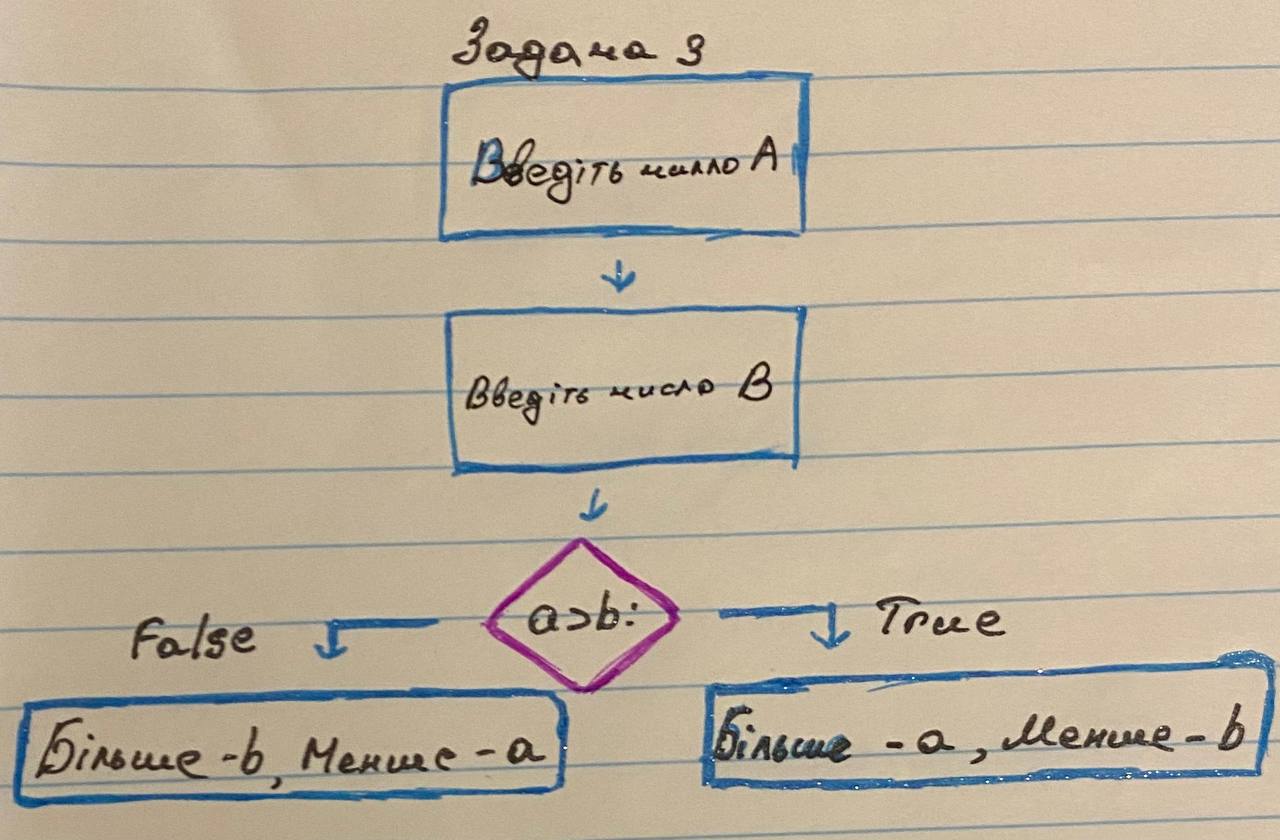 Задача 3
Введіть число А
Введіть число В
a>b:
False
True
Більше -b, Менше -a
Більше -a, Менше -b